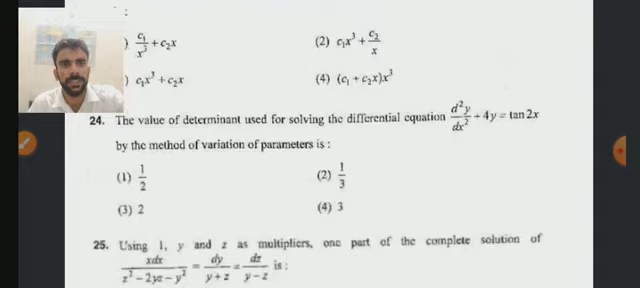 :
) c₁/x³ + c₂x (2) c₁x³ + c₂/x
) c₁x³ + c₂x (4) (c₁ + c₂x)x³
24. The value of determinant used for solving the differential equation d²y/dx² + 4y = tan 2x
by the method of variation of parameters is :
(1) 1/2 (2) 1/3
(3) 2 (4) 3
25. Using 1, y and z as multipliers, one part of the complete solution of
xdx/z² – 2yz – y² = dy/y + z = dz/y – z is :